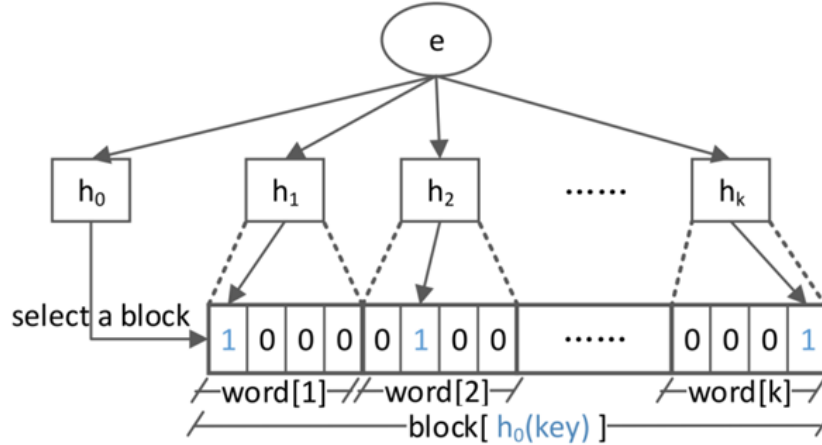 e
h₀ h₁ h₂ ...... hₖ
select a block
1 0 0 0 0 1 0 0 ...... 0 0 0 1
word[1] word[2] word[k]
block[ h₀(key) ]